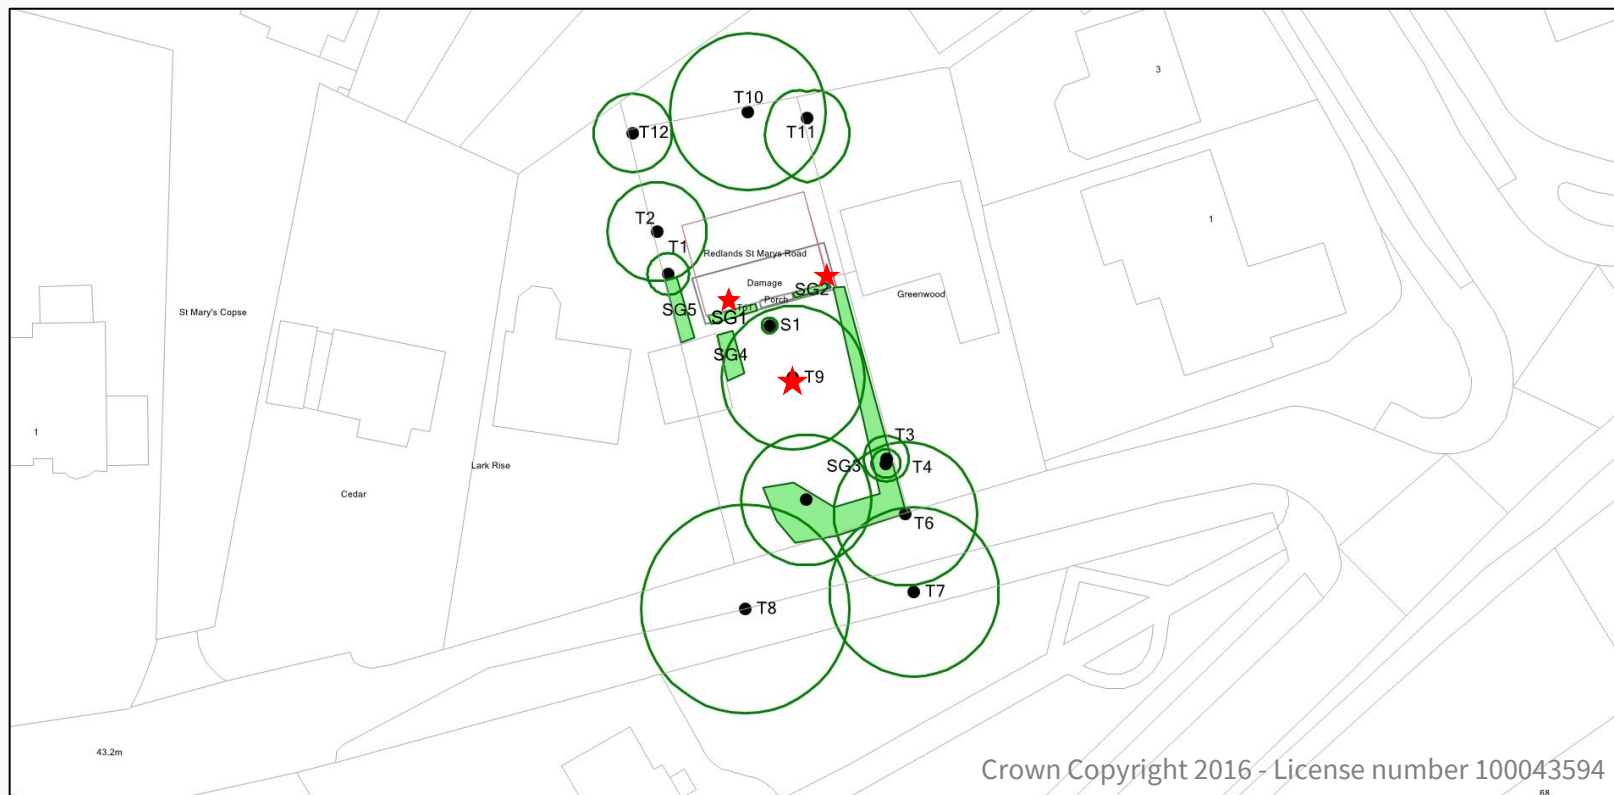 3
T10
T12
T11
T2
1
T1
Redlands St Marys Road
Damage
SG2
Greenwood
Porch
TP1
St Mary's Copse
SG5
SG1
S1
SG4
T9
1
T3
SG3
T4
Lark Rise
Cedar
T6
T7
T8
43.2m
Crown Copyright 2016 - License number 100043594
68